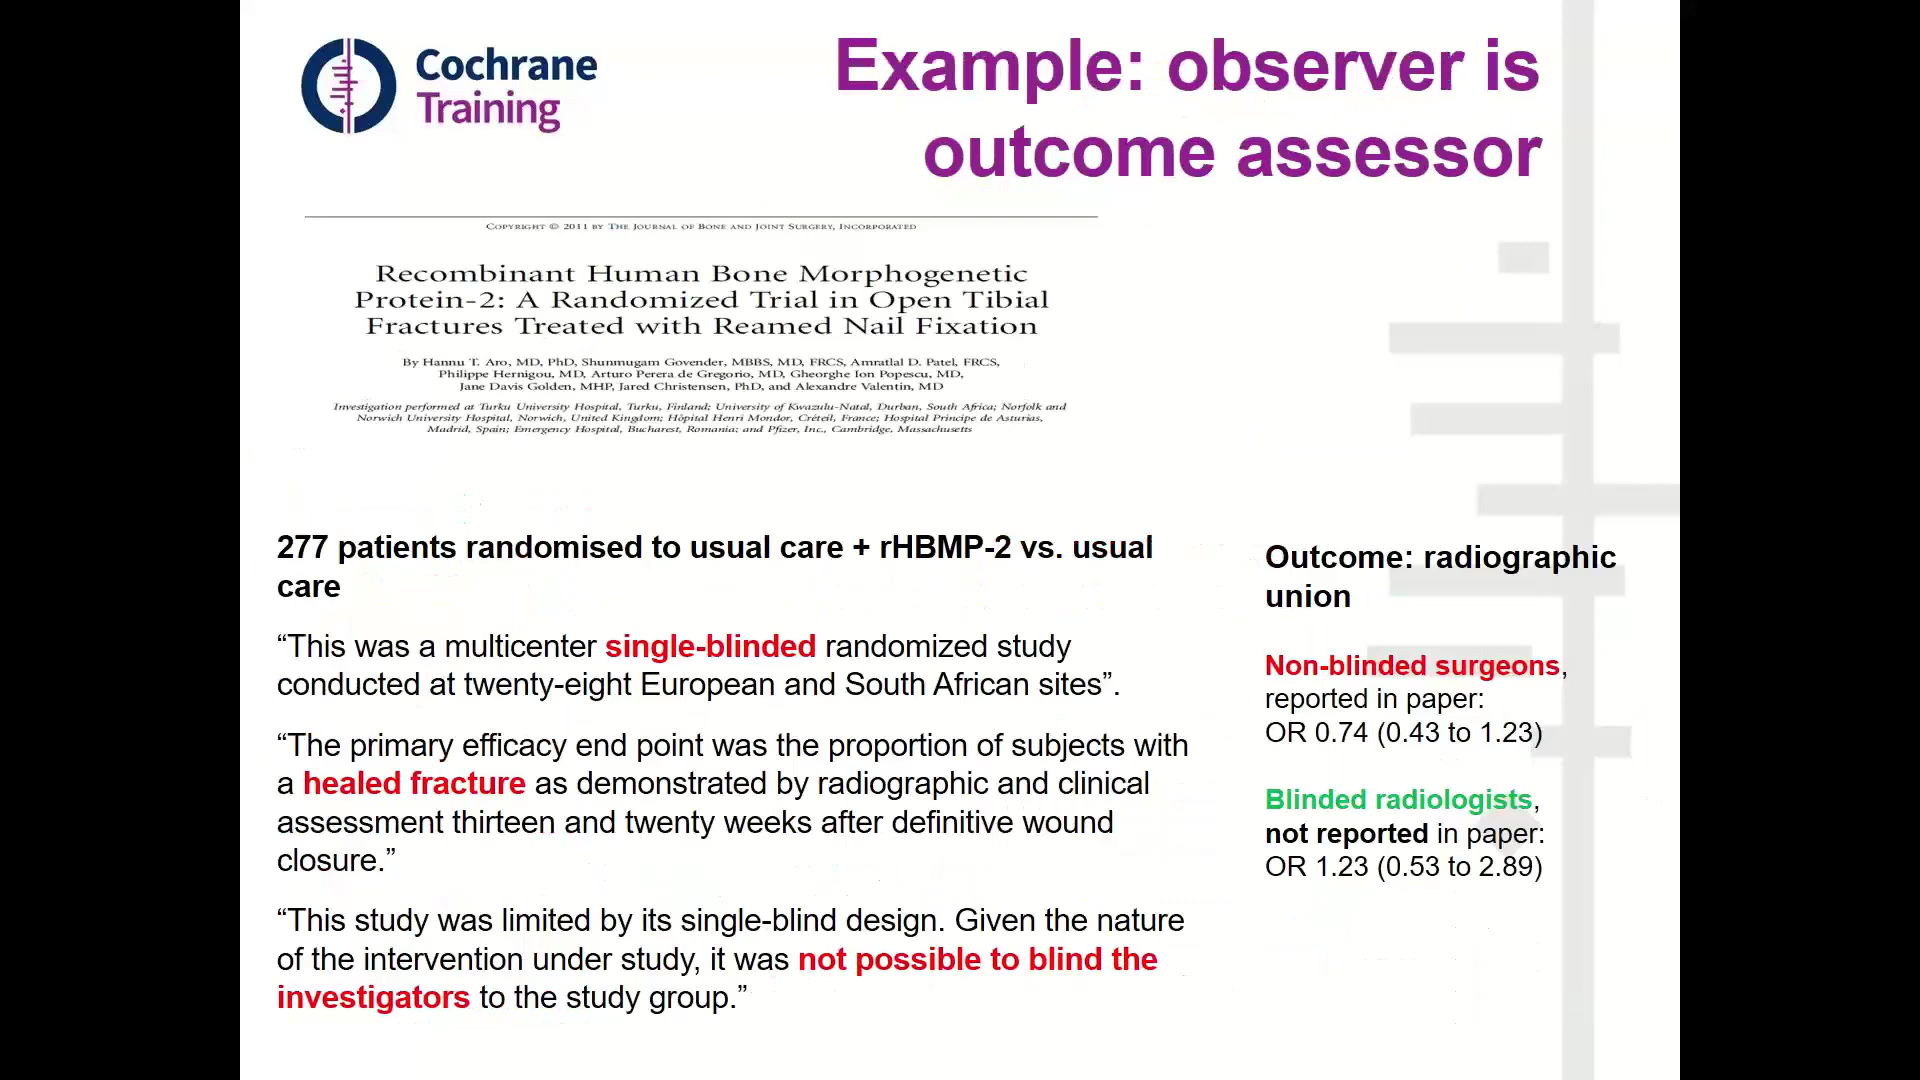 Cochrane
Training
Example: observer is
outcome assessor
COPYRIGHT © 2011 BY THE JOURNAL OF BONE AND JOINT SURGERY, INCORPORATED
Recombinant Human Bone Morphogenetic
Protein-2: A Randomized Trial in Open Tibial
Fractures Treated with Reamed Nail Fixation
By Hannu T. Aro, MD, PhD, Shunmugam Govender, MBBS, MD, FRCS, Amratlal D. Patel, FRCS,
Philippe Hernigou, MD, Arturo Perera de Gregorio, MD, Gheorghe Ion Popescu, MD,
Jane Davis Golden, MHP, Jared Christensen, PhD, and Alexandre Valentin, MD
Investigation performed at Turku University Hospital, Turku, Finland; University of Kwazulu-Natal, Durban, South Africa; Norfolk and
Norwich University Hospital, Norwich, United Kingdom; Hôpital Henri Mondor, Créteil, France; Hospital Principe de Asturias,
Madrid, Spain; Emergency Hospital, Bucharest, Romania; and Pfizer, Inc., Cambridge, Massachusetts
277 patients randomised to usual care + rHBMP-2 vs. usual
care
“This was a multicenter single-blinded randomized study
conducted at twenty-eight European and South African sites”.
“The primary efficacy end point was the proportion of subjects with
a healed fracture as demonstrated by radiographic and clinical
assessment thirteen and twenty weeks after definitive wound
closure.”
“This study was limited by its single-blind design. Given the nature
of the intervention under study, it was not possible to blind the
investigators to the study group.”
Outcome: radiographic
union
Non-blinded surgeons,
reported in paper:
OR 0.74 (0.43 to 1.23)
Blinded radiologists,
not reported in paper:
OR 1.23 (0.53 to 2.89)